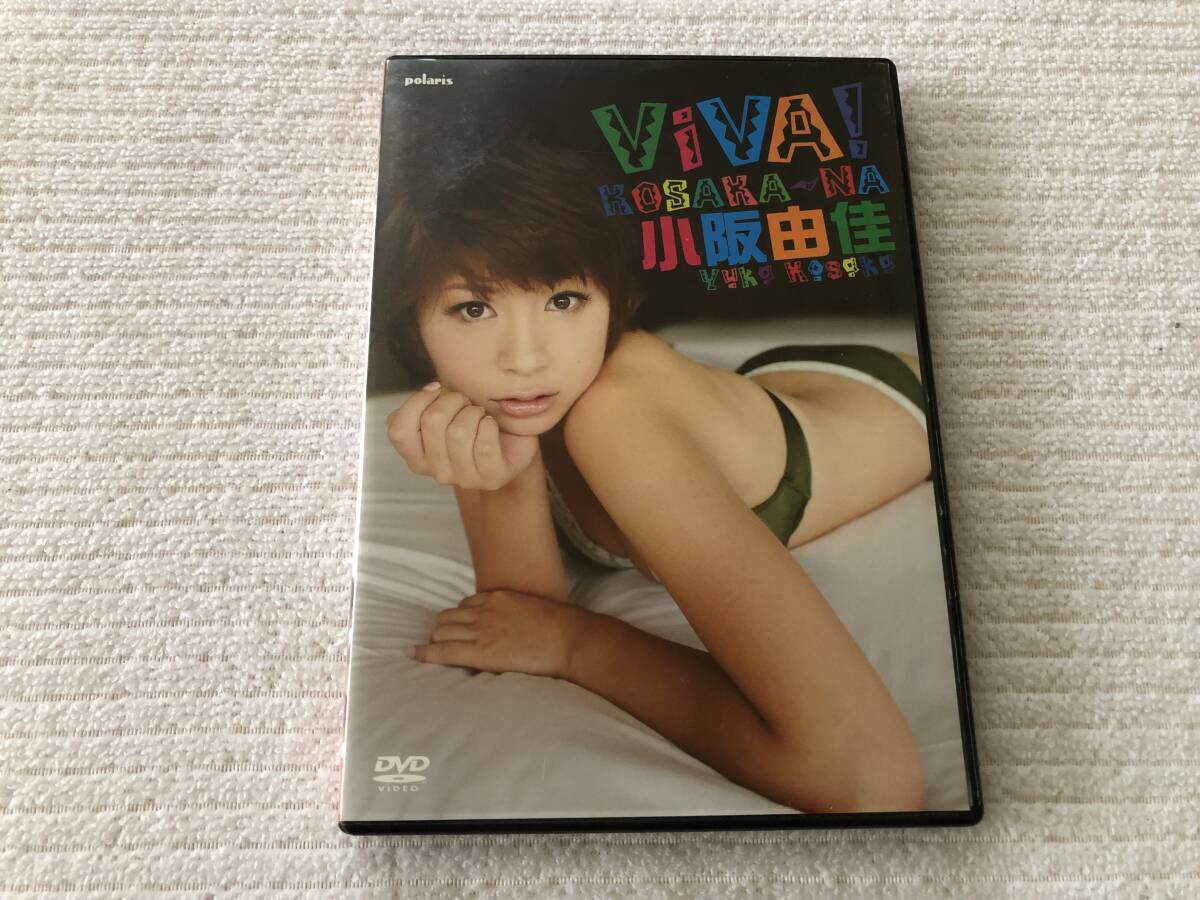 polaris
ViVA!
KOSAKA~NA
小阪由佳
Yuka Kosaka
DVD
VIDEO